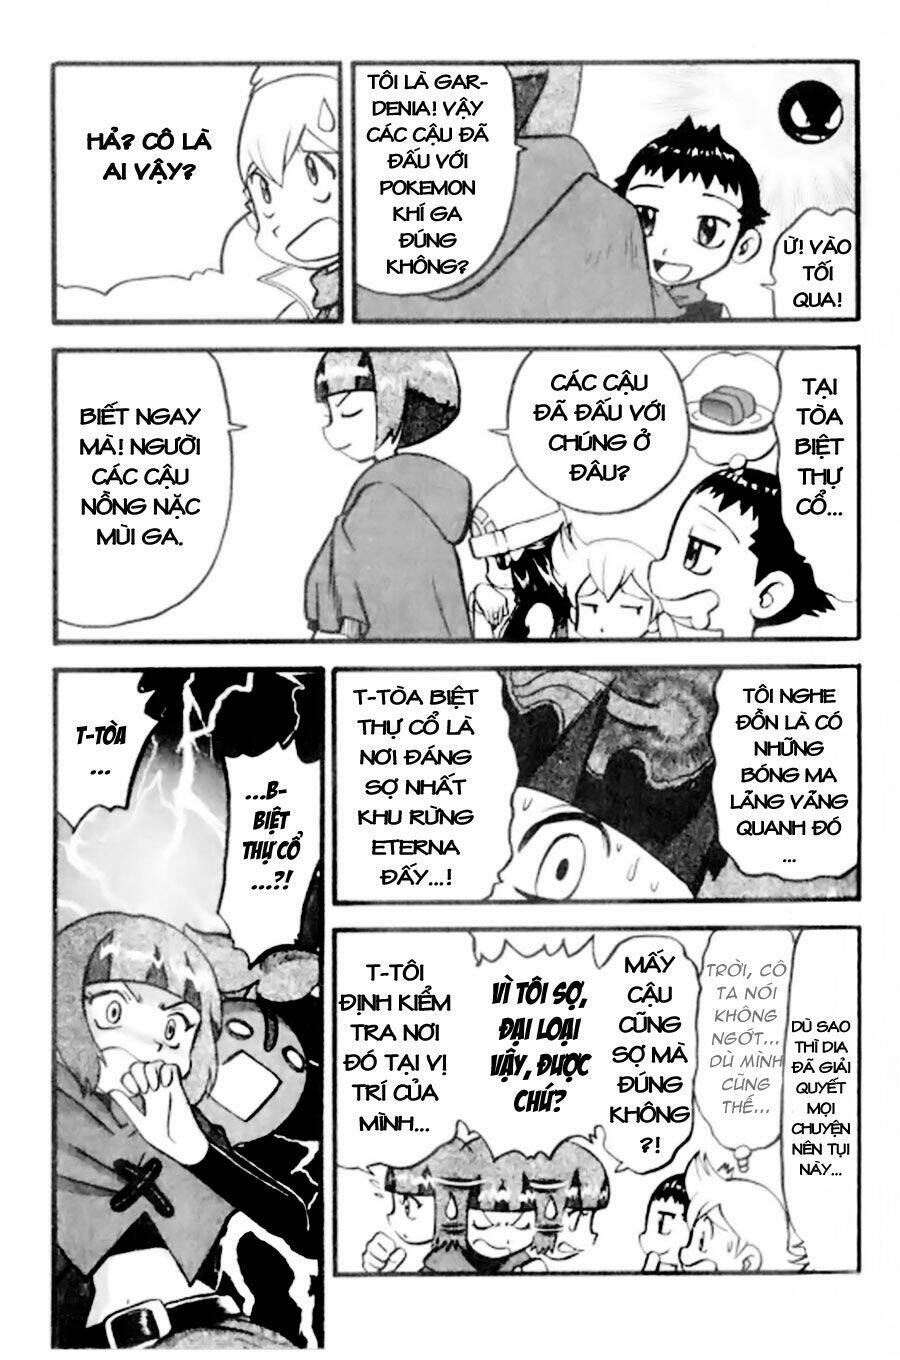 HẢ? CÔ LÀ
AI VẬY?
TÔI LÀ GAR-
DENIA! VẬY
CÁC CẬU ĐÃ
ĐẤU VỚI
POKEMON
KHÍ GA
ĐÚNG
KHÔNG?
Ừ! VÀO
TỐI
QUA!
BIẾT NGAY
MÀ! NGƯỜI
CÁC CẬU
NỒNG NẶC
MÙI GA.
CÁC CẬU
ĐÃ ĐẤU VỚI
CHÚNG Ở
ĐÂU?
TẠI
TÒA
BIỆT
THỰ
CỔ...
T-TÒA
...
...B-
BIỆT
THỰ CỔ
...?!
T-TÒA BIỆT
THỰ CỔ LÀ
NƠI ĐÁNG
SỢ NHẤT
KHU RỪNG
ETERNA
ĐẤY...!
TÔI NGHE
ĐỒN LÀ CÓ
NHỮNG
BÓNG MA
LẢNG VẢNG
QUANH ĐÓ
...
T-TÔI
ĐỊNH KIỂM
TRA NƠI
ĐÓ TẠI VỊ
TRÍ CỦA
MÌNH...
VÌ TÔI SỢ,
ĐẠI LOẠI
VẬY, ĐƯỢC
CHỨ?
MẤY
CẬU
CŨNG
SỢ MÀ
ĐÚNG
KHÔNG
?!
TRỜI, CÔ
TA NÓI
KHÔNG
NGỚT...
DÙ MÌNH
CŨNG
THẾ...
DÙ SAO
THÌ DIA
ĐÃ GIẢI
QUYẾT
MỌI
CHUYỆN
NÊN TỤI
NÀY...